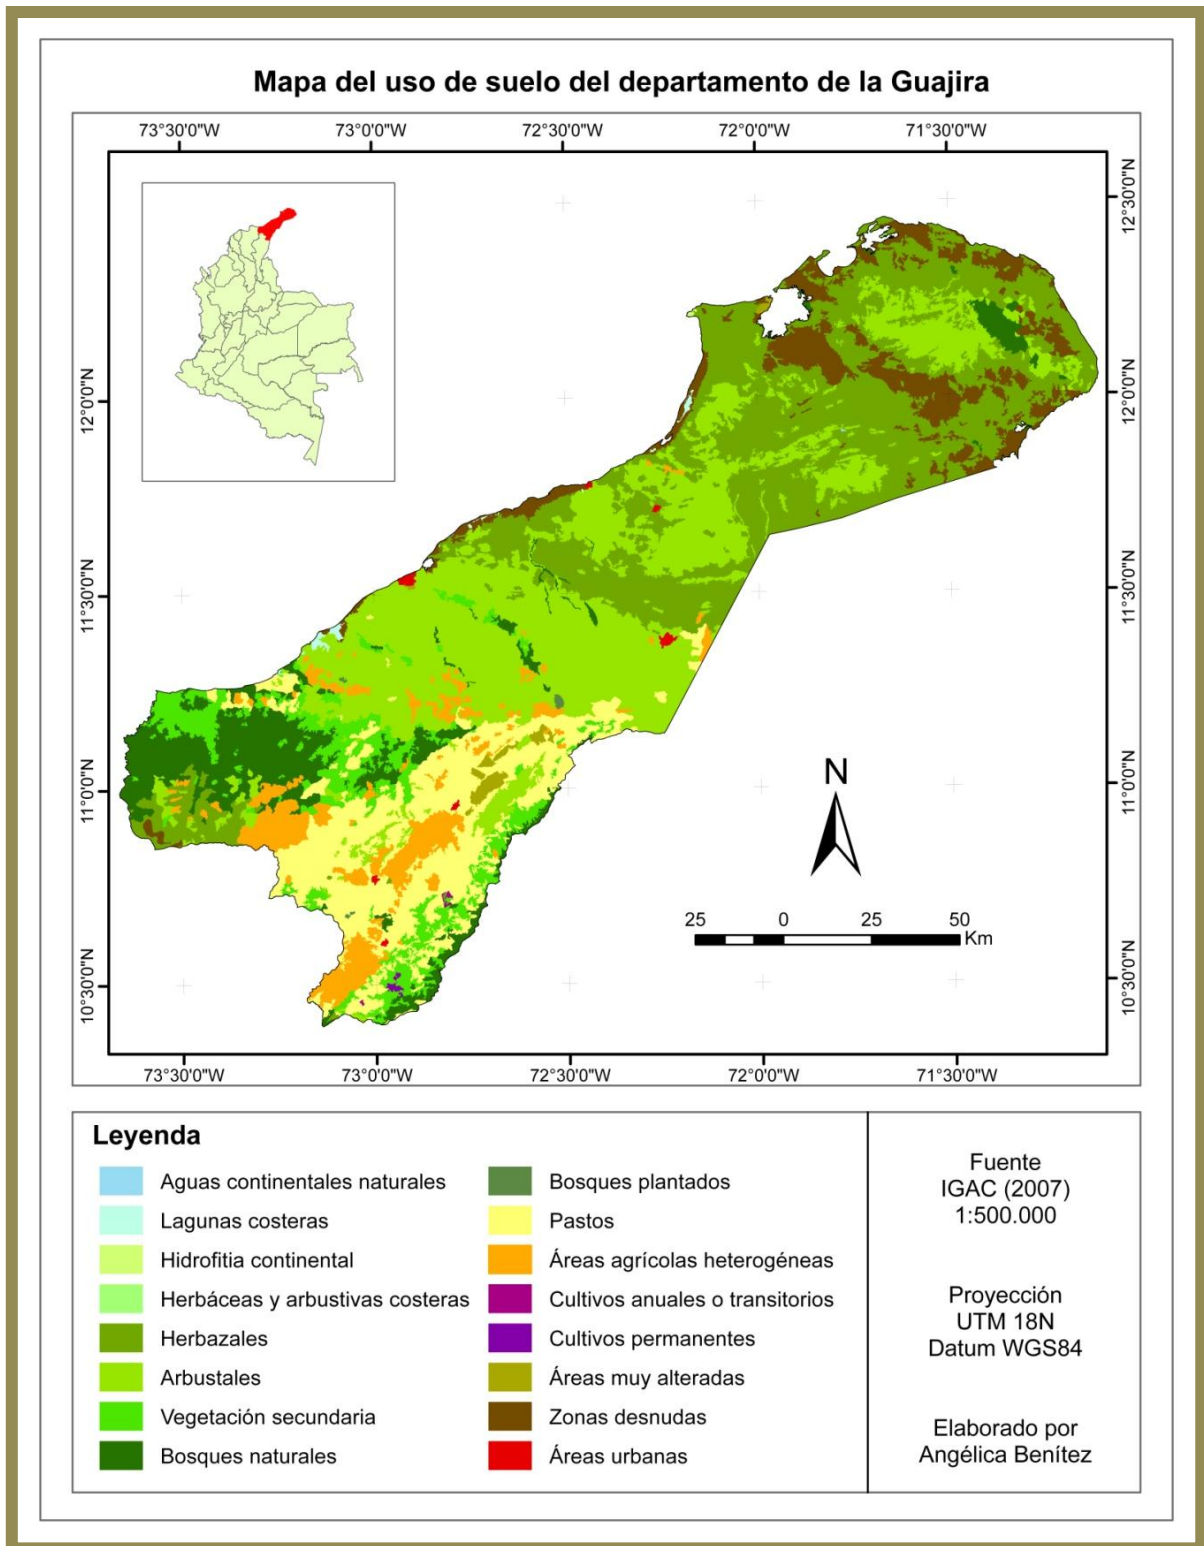 Mapa del uso de suelo del departamento de la Guajira
73°30'0"W 73°0'0"W 72°30'0"W 72°0'0"W 71°30'0"W
12°30'0"N 12°30'0"N
12°0'0"N 12°0'0"N
11°30'0"N 11°30'0"N
11°0'0"N 11°0'0"N
10°30'0"N 10°30'0"N
N
25 0 25 50
Km
73°30'0"W 73°0'0"W 72°30'0"W 72°0'0"W 71°30'0"W
Leyenda
Aguas continentales naturales
Lagunas costeras
Hidrofitia continental
Herbáceas y arbustivas costeras
Herbazales
Arbustales
Vegetación secundaria
Bosques naturales
Bosques plantados
Pastos
Áreas agrícolas heterogéneas
Cultivos anuales o transitorios
Cultivos permanentes
Áreas muy alteradas
Zonas desnudas
Áreas urbanas
Fuente
IGAC (2007)
1:500.000
Proyección
UTM 18N
Datum WGS84
Elaborado por
Angélica Benítez